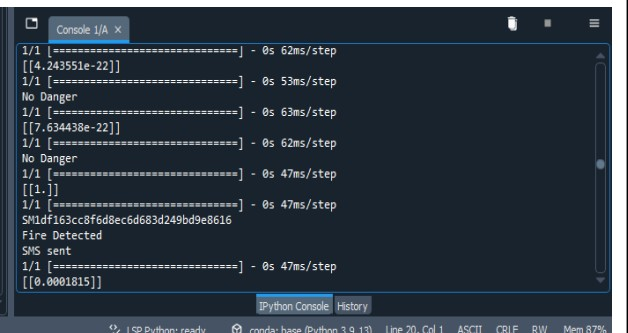 Console 1/A ×
1/1 [==============================] - 0s 62ms/step
[[4.243551e-22]]
1/1 [==============================] - 0s 53ms/step
No Danger
1/1 [==============================] - 0s 63ms/step
[[7.634438e-22]]
1/1 [==============================] - 0s 62ms/step
No Danger
1/1 [==============================] - 0s 47ms/step
[[1.]]
1/1 [==============================] - 0s 47ms/step
SM1df163cc8f6d8ec6d683d249bd9e8616
Fire Detected
SMS sent
1/1 [==============================] - 0s 47ms/step
[[0.0001815]]
IPython Console History
LSP Python: ready conda: base (Python 3.9.13) Line 20, Col 1 ASCII CRLF RW Mem 87%